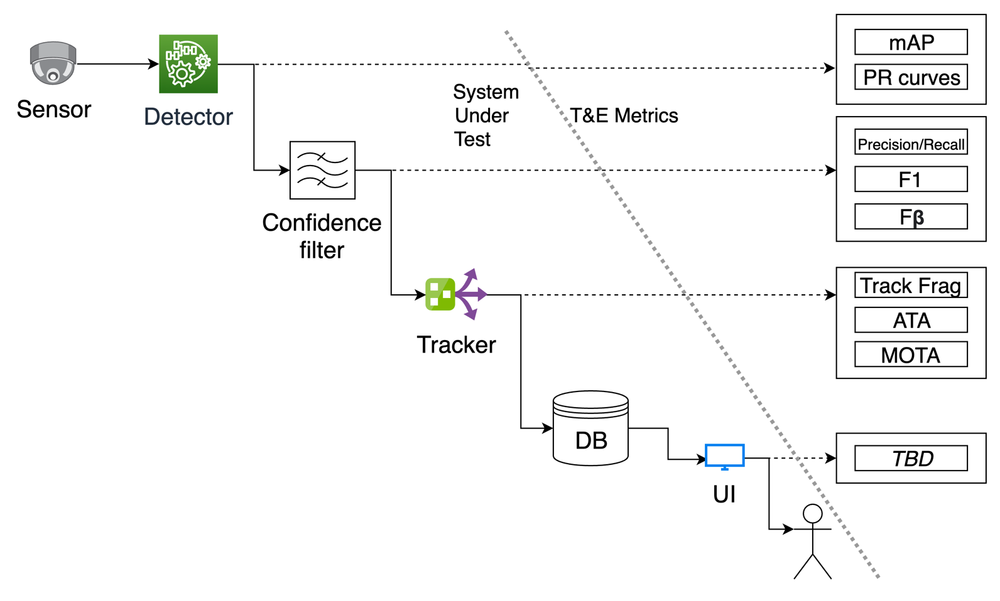 Sensor
Detector
System
Under
Test
T&E Metrics
mAP
PR curves
Precision/Recall
F1
Fβ
Confidence
filter
Track Frag
ATA
MOTA
Tracker
DB
UI
TBD